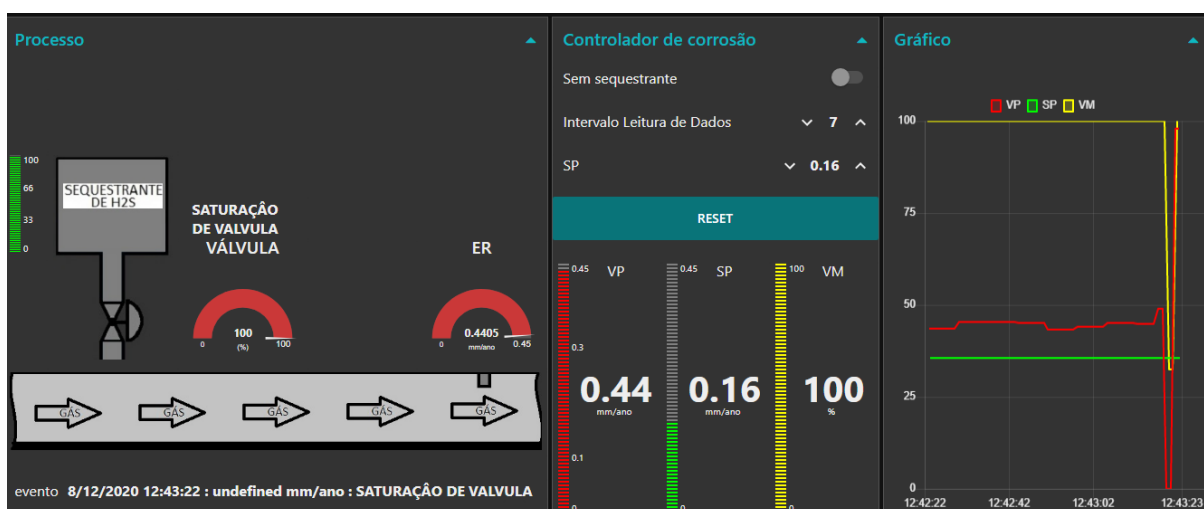 Processo
100
66
33
0
SEQUESTRANTE
DE H2S
SATURAÇÂO
DE VALVULA
VÁLVULA
100
(%)
0
100
ER
0.4405
mm/ano
0
0.45
GÁS
GÁS
GÁS
GÁS
GÁS
evento 8/12/2020 12:43:22 : undefined mm/ano : SATURAÇÂO DE VALVULA
Controlador de corrosão
Sem sequestrante
Intervalo Leitura de Dados 7
SP 0.16
RESET
0.45 VP
0.3
0.44
mm/ano
0.1
0
0.45 SP
0.16
mm/ano
0
100 VM
100
%
0
Gráfico
VP SP VM
100
75
50
25
0
12:42:22 12:42:42 12:43:02 12:43:23